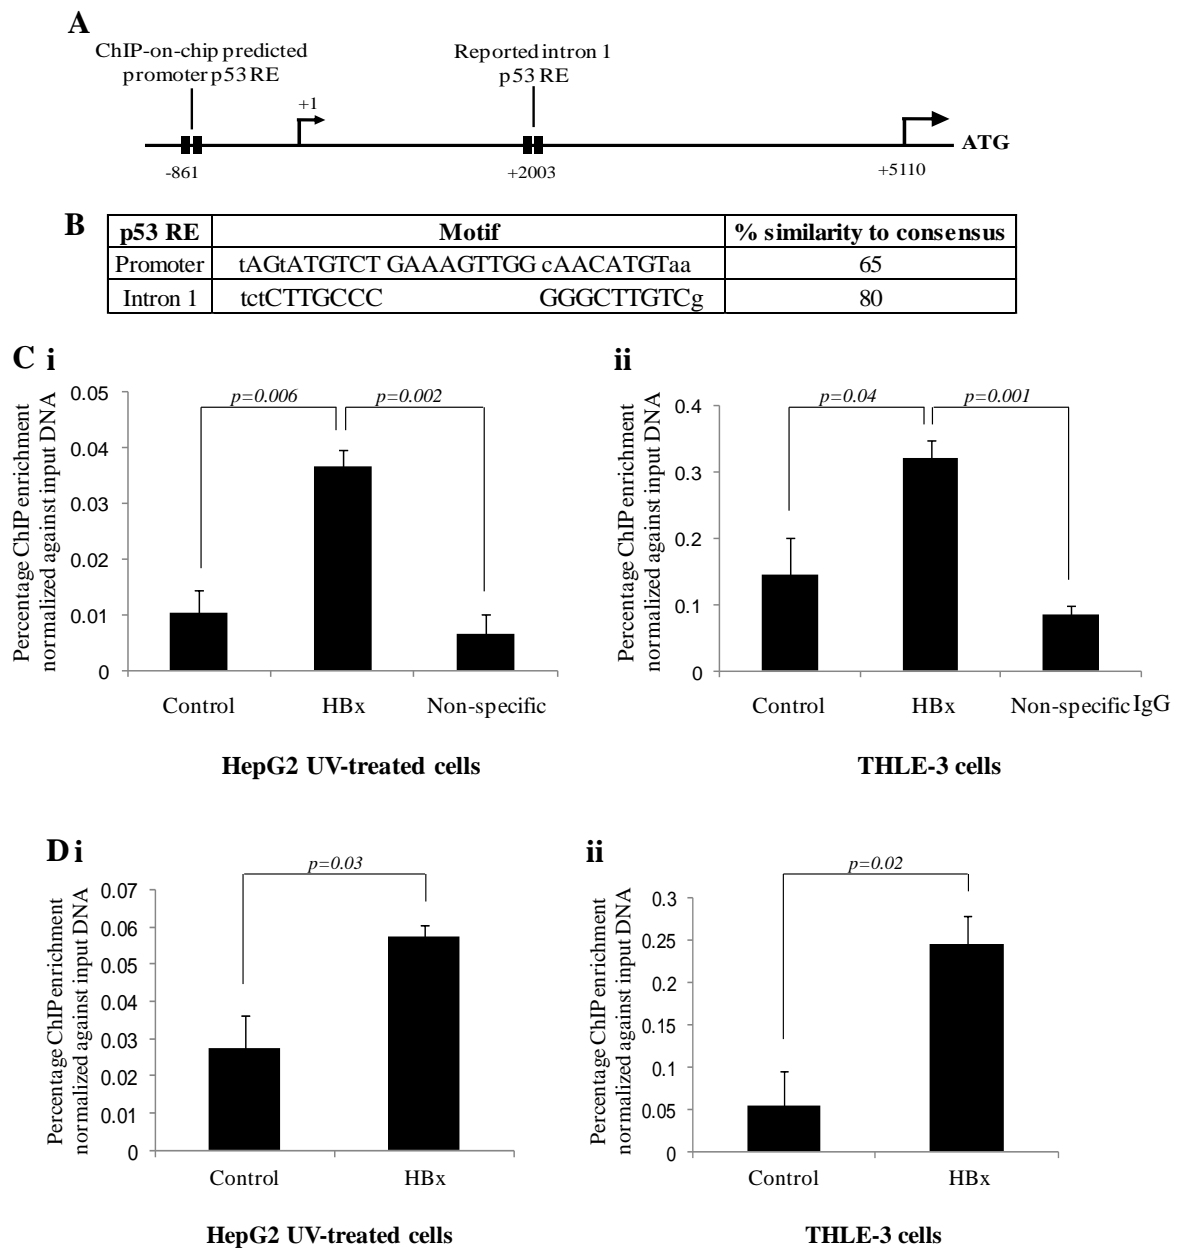 A
ChIP-on-chip predicted
promoter p53 RE
Reported intron 1
p53 RE
+1
ATG
-861
+2003
+5110
B
p53 RE Motif % similarity to consensus
Promoter tAGtATGTCT GAAAGTTGG cAACATGTaa 65
Intron 1 tctCTTGCCC GGGCTTGTCg 80
C i
Percentage ChIP enrichment
normalized against input DNA
0.05
0.04
0.03
0.02
0.01
0
p=0.006
p=0.002
Control HBx Non-specific
HepG2 UV-treated cells
ii
Percentage ChIP enrichment
normalized against input DNA
0.4
0.3
0.2
0.1
0
p=0.04
p=0.001
Control HBx Non-specific IgG
THLE-3 cells
D i
Percentage ChIP enrichment
normalized against input DNA
0.07
0.06
0.05
0.04
0.03
0.02
0.01
0
p=0.03
Control HBx
HepG2 UV-treated cells
ii
Percentage ChIP enrichment
normalized against input DNA
0.3
0.25
0.2
0.15
0.1
0.05
0
p=0.02
Control HBx
THLE-3 cells